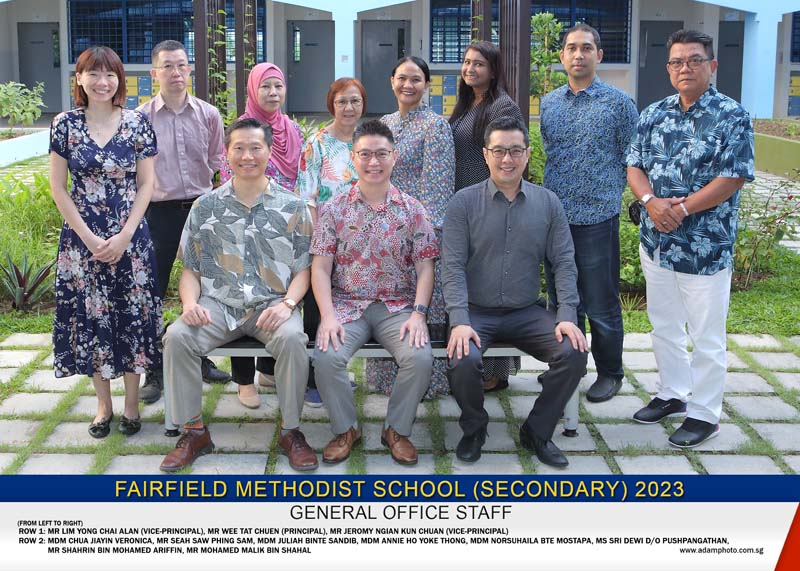 FAIRFIELD METHODIST SCHOOL (SECONDARY) 2023
GENERAL OFFICE STAFF
(FROM LEFT TO RIGHT)
ROW 1: MR LIM YONG CHAI ALAN (VICE-PRINCIPAL), MR WEE TAT CHUEN (PRINCIPAL), MR JEROMY NGIAN KUN CHUAN (VICE-PRINCIPAL)
ROW 2: MDM CHUA JIAYIN VERONICA, MR SEAH SAW PHING SAM, MDM JULIAH BINTE SANDIB, MDM ANNIE HO YOKE THONG, MDM NORSUHAILA BTE MOSTAPA, MS SRI DEWI D/O PUSHPANGATHAN,
MR SHAHRIN BIN MOHAMED ARIFFIN, MR MOHAMED MALIK BIN SHAHAL
www.adamphoto.com.sg